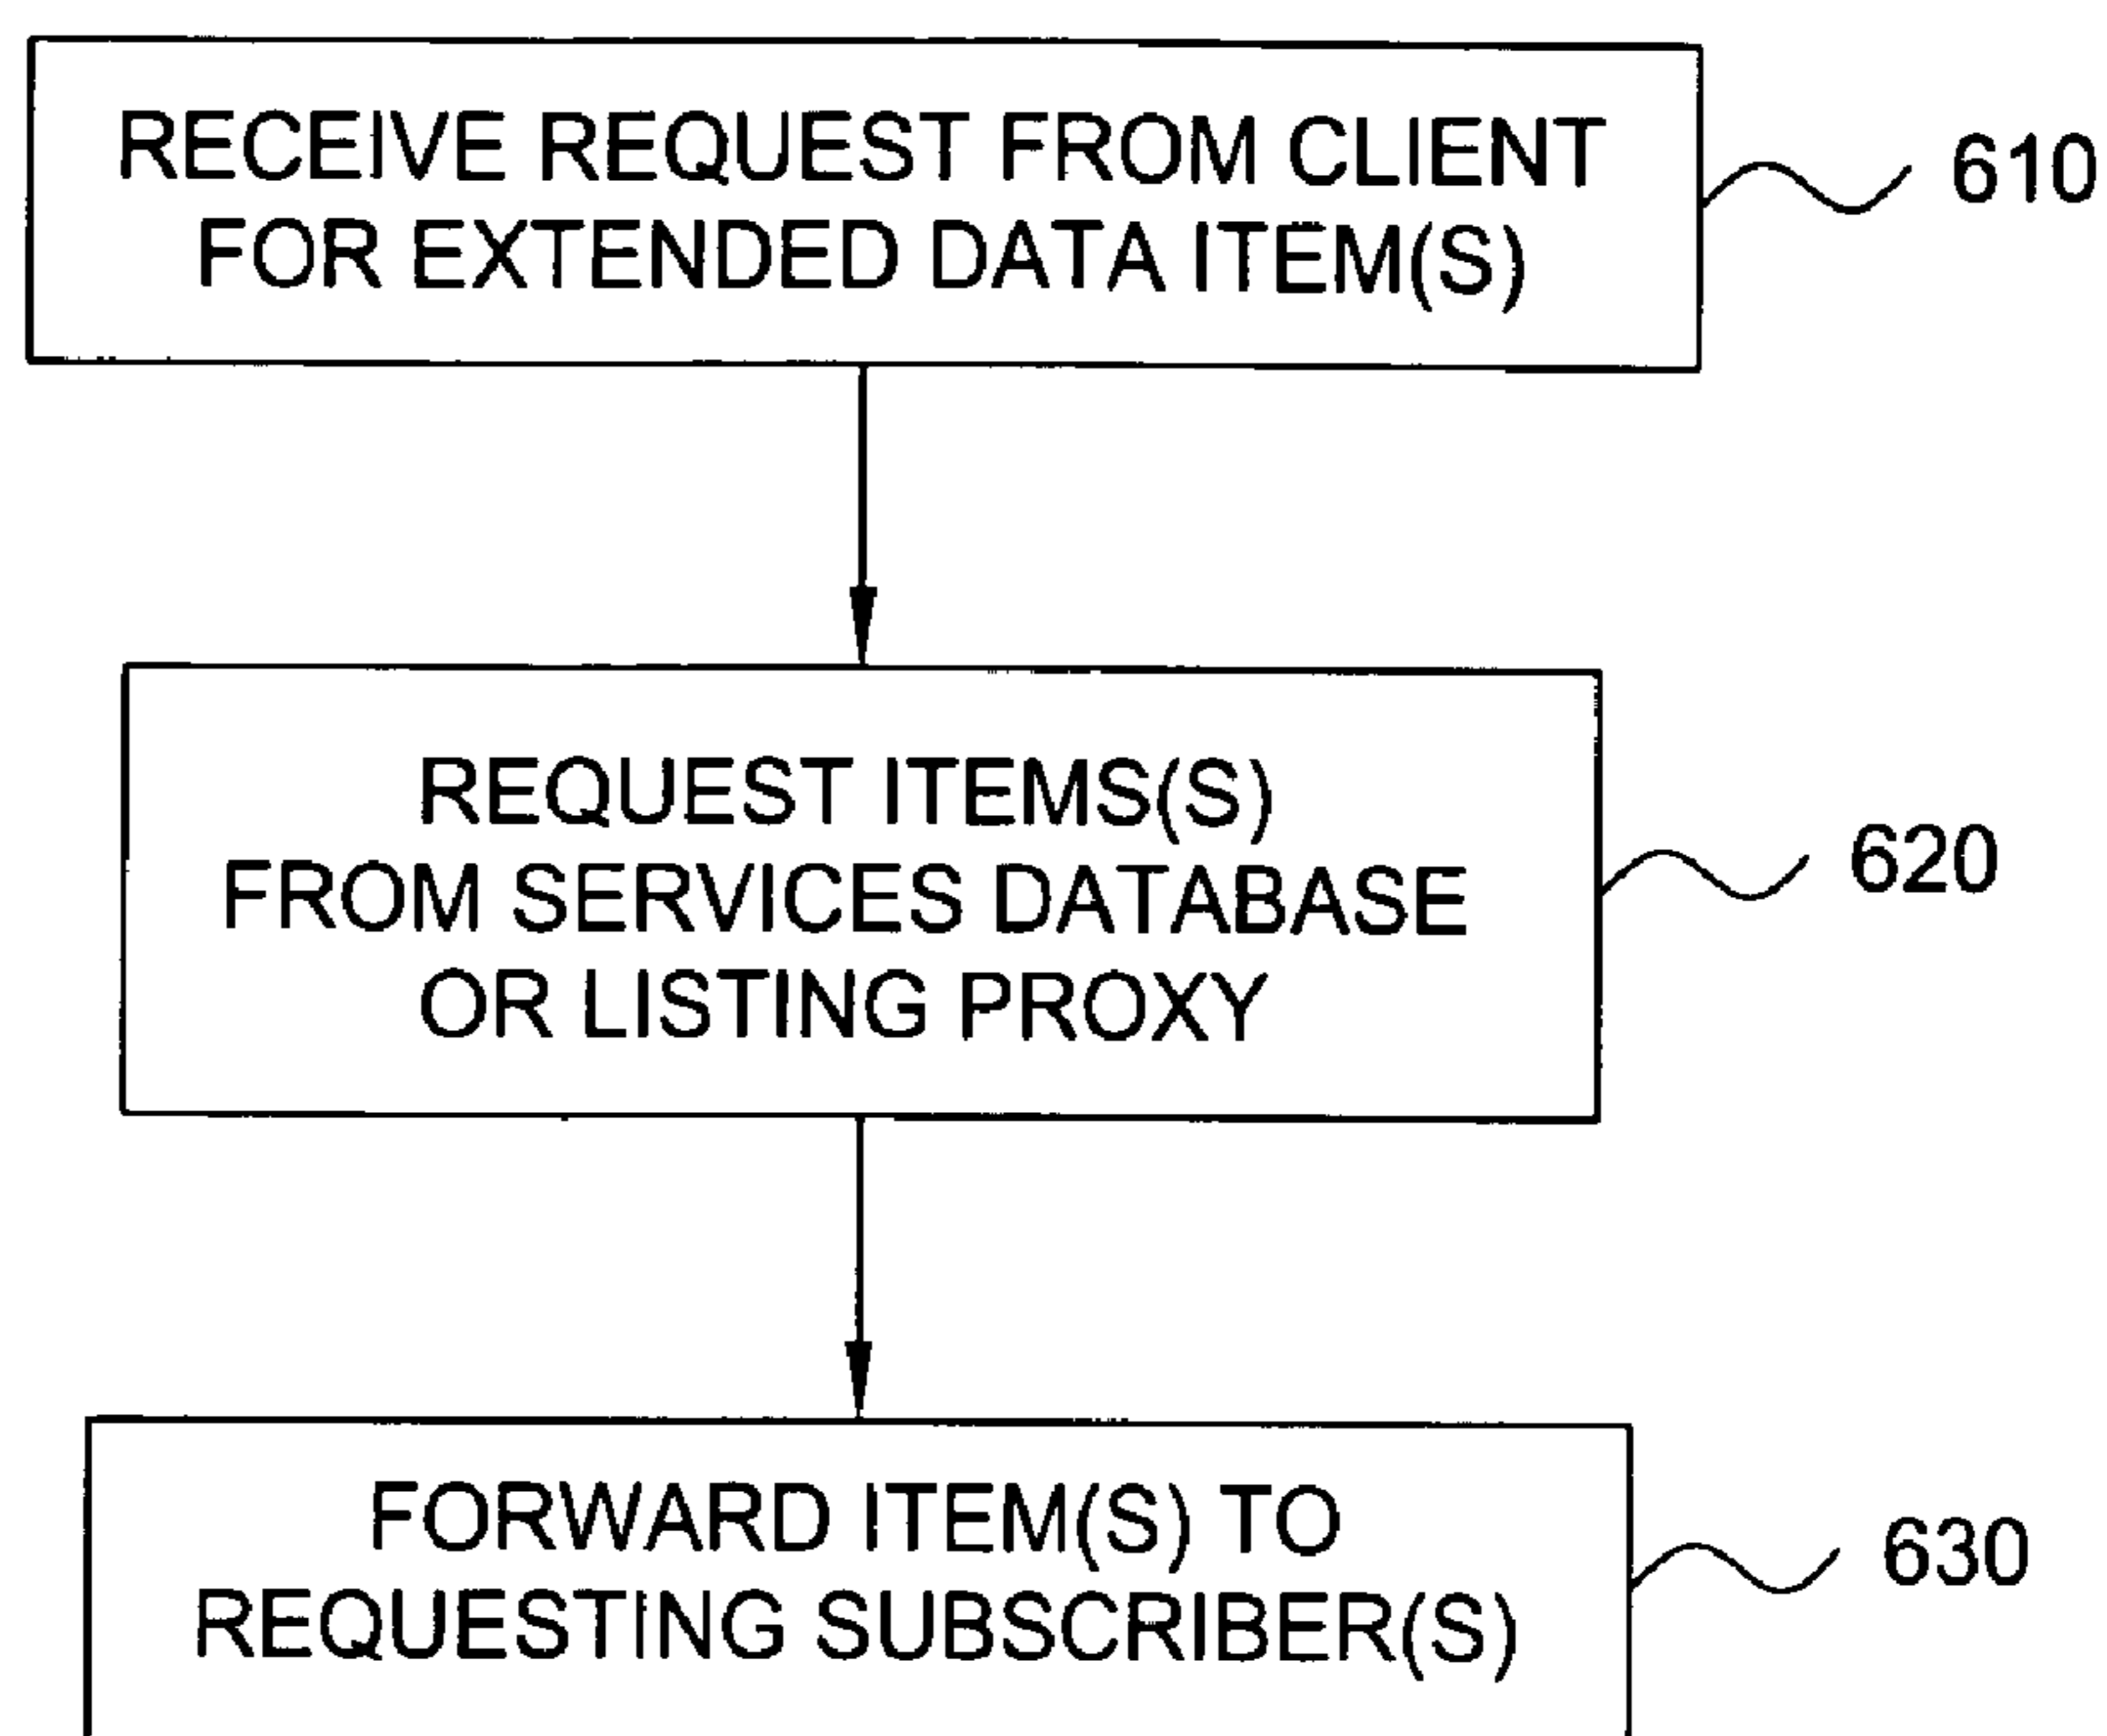 RECEIVE REQUEST FROM CLIENT
FOR EXTENDED DATA ITEM(S)
610
REQUEST ITEMS(S)
FROM SERVICES DATABASE
OR LISTING PROXY
620
FORWARD ITEM(S) TO
REQUESTING SUBSCRIBER(S)
630